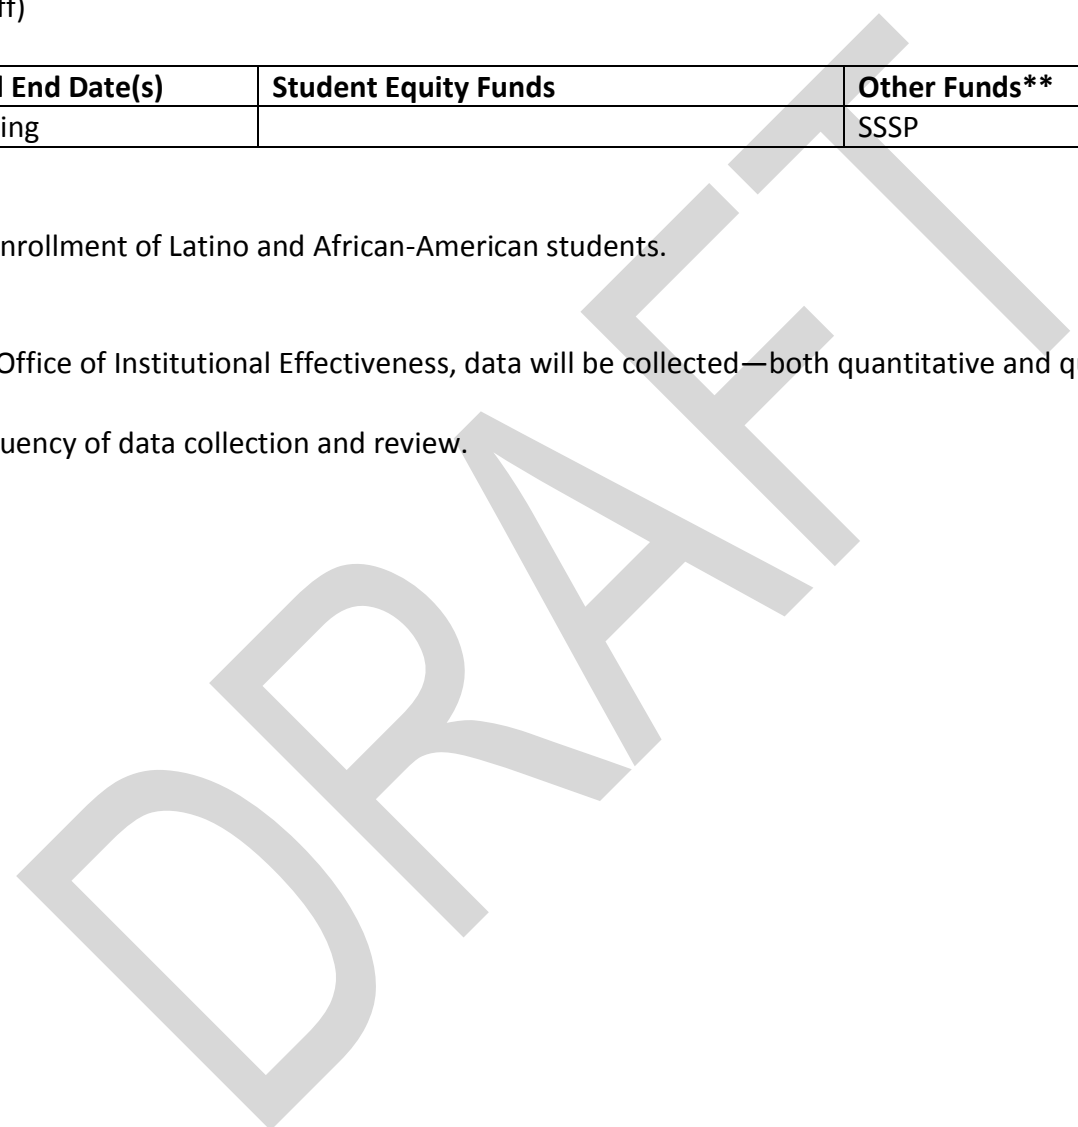 ff)
d End Date(s) Student Equity Funds Other Funds**
ing SSSP
nrollment of Latino and African-American students.
Office of Institutional Effectiveness, data will be collected—both quantitative and q
uency of data collection and review.
DRAFT